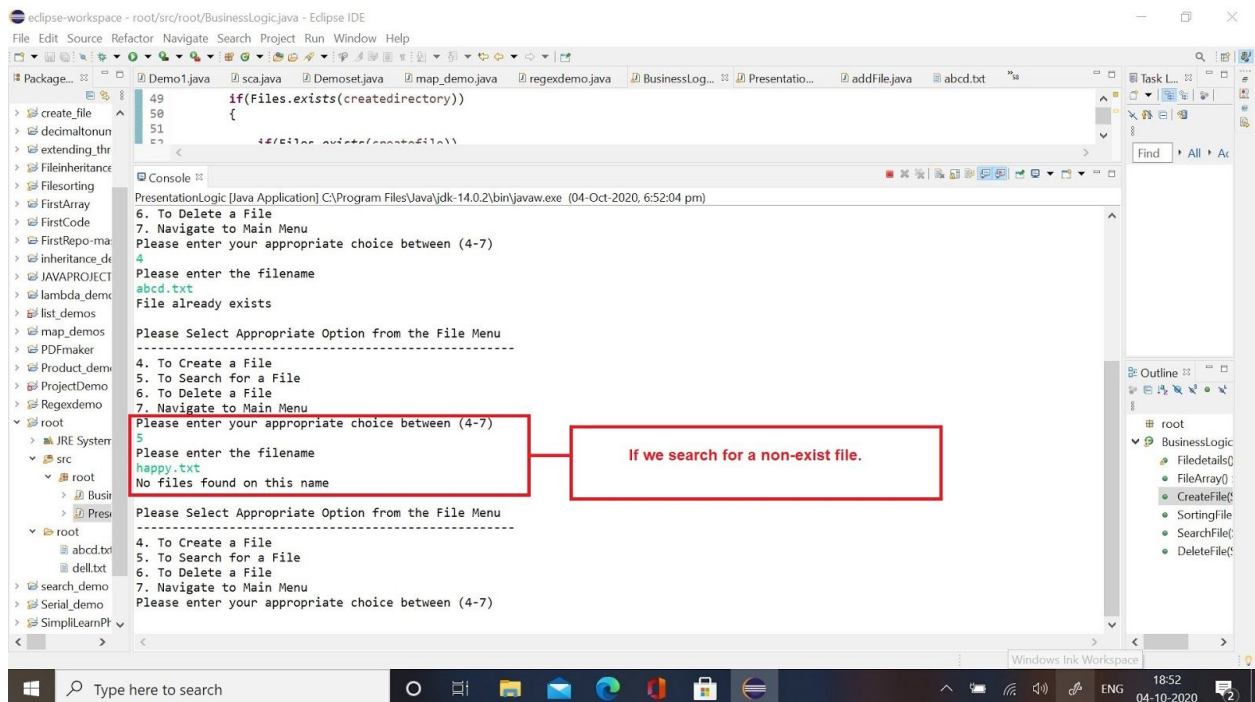 eclipse-workspace - root/src/root/BusinessLogic.java - Eclipse IDE
File Edit Source Refactor Navigate Search Project Run Window Help
Package...
Demo1.java sca.java Demoset.java map_demo.java regexdemo.java BusinessLog... Presentatio... addFile.java abcd.txt
Task L...
49 if(Files.exists(createdirectory))
50 {
51
52 if(Files.exists(createfile))
Find All Ac
create_file
decimaltonum
extending_thr
Fileinheritance
Filesorting
FirstArray
FirstCode
FirstRepo-ma
inheritance_de
JAVAPROJECT
lambda_demo
list_demos
map_demos
PDFmaker
Product_demo
ProjectDemo
Regexdemo
root
JRE System
src
root
Busin
Prese
root
abcd.txt
dell.txt
search_demo
Serial_demo
SimpliLearnPh
Console
PresentationLogic [Java Application] C:\Program Files\Java\jdk-14.0.2\bin\javaw.exe (04-Oct-2020, 6:52:04 pm)
6. To Delete a File
7. Navigate to Main Menu
Please enter your appropriate choice between (4-7)
4
Please enter the filename
abcd.txt
File already exists
Please Select Appropriate Option from the File Menu
---------------------------------------------------
4. To Create a File
5. To Search for a File
6. To Delete a File
7. Navigate to Main Menu
Please enter your appropriate choice between (4-7)
5
Please enter the filename
happy.txt
No files found on this name
If we search for a non-exist file.
Please Select Appropriate Option from the File Menu
---------------------------------------------------
4. To Create a File
5. To Search for a File
6. To Delete a File
7. Navigate to Main Menu
Please enter your appropriate choice between (4-7)
Outline
root
BusinessLogic
Filedetails()
FileArray() :
CreateFile(S
SortingFile
SearchFile(
DeleteFile(S
Windows Ink Workspace
Type here to search
ENG
18:52
04-10-2020
2